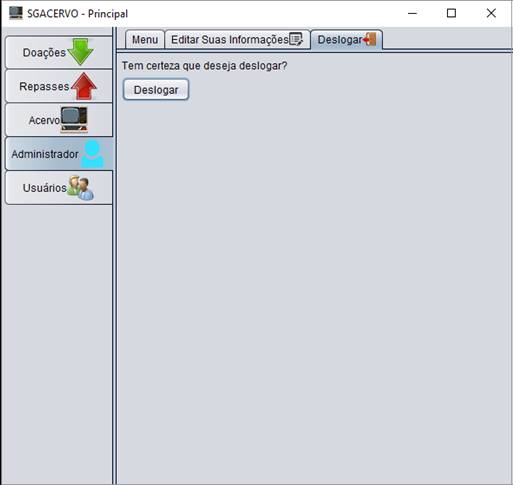 SGACERVO - Principal
Doações
Repasses
Acervo
Administrador
Usuários
Menu
Editar Suas Informações
Deslogar
Tem certeza que deseja deslogar?
Deslogar